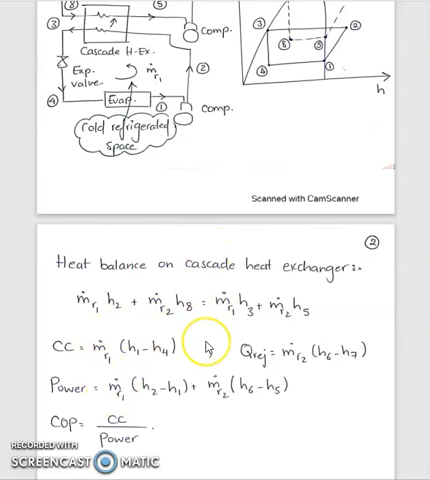 ⑧ ⑤
③ Comp. ③ ②
Cascade H-Ex. ⑧ ⑤
Exp. valve ṁr₁ ② ④ ①
④ Evap. ① h
Comp.
Cold refrigerated
space
Scanned with CamScanner
②
Heat balance on cascade heat exchanger:-
ṁr₁ h₂ + ṁr₂ h₈ = ṁr₁ h₃ + ṁr₂ h₅
CC = ṁr₁ (h₁-h₄) Qrej = ṁr₂ (h₆-h₇)
Power = ṁr₁ (h₂-h₁) + ṁr₂ (h₆-h₅)
COP = CC / Power .
RECORDED WITH
SCREENCAST MATIC